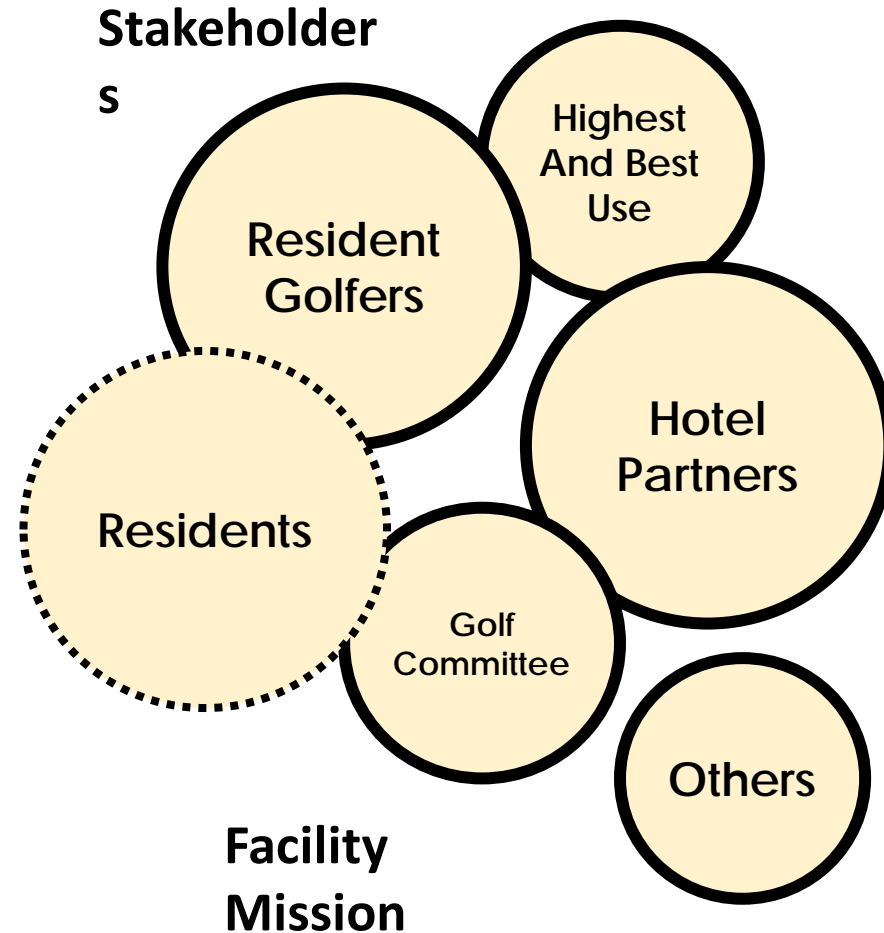 Stakeholder
s
Highest
And Best
Use
Resident
Golfers
Hotel
Partners
Residents
Golf
Committee
Others
Facility
Mission